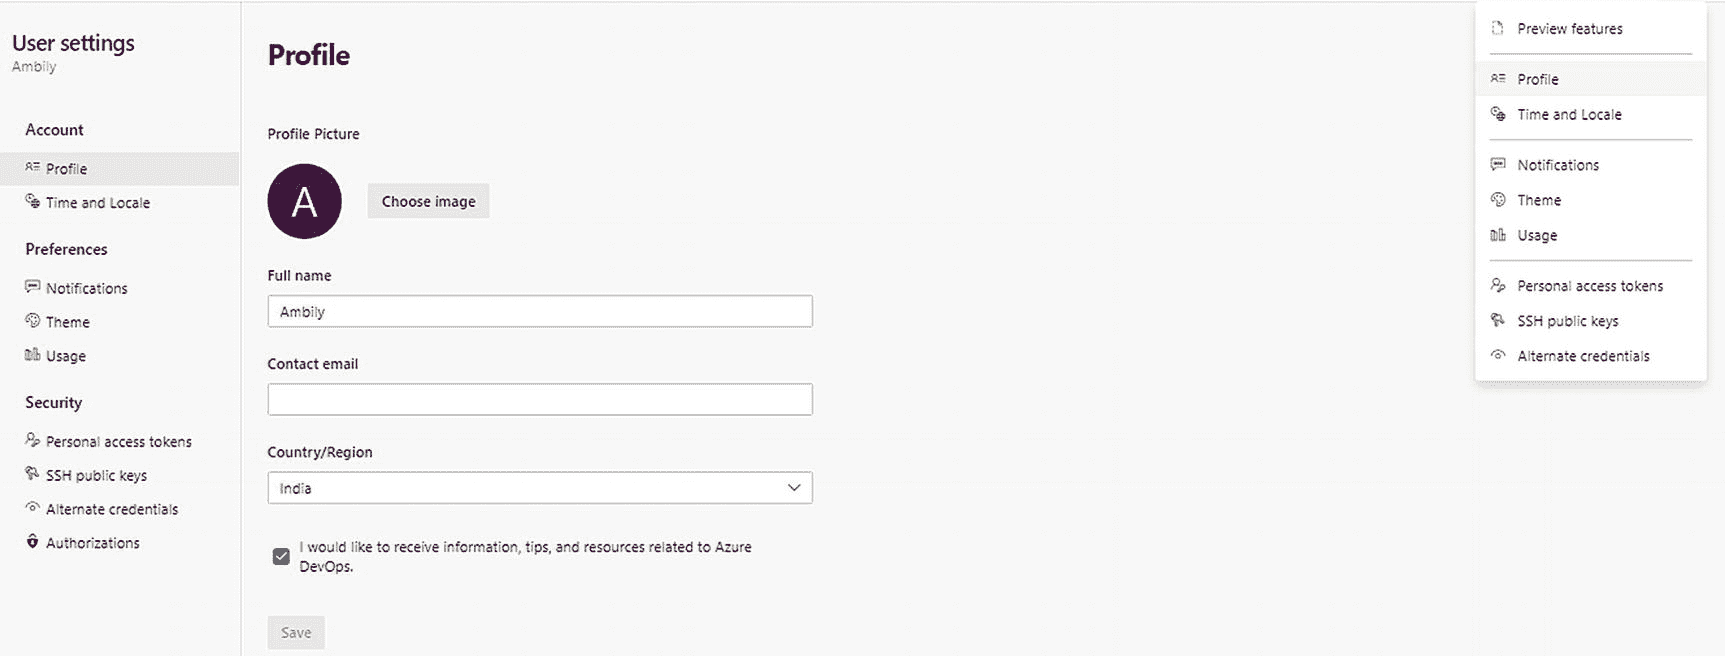 User settings
Ambily
Account
Profile
Time and Locale
Preferences
Notifications
Theme
Usage
Security
Personal access tokens
SSH public keys
Alternate credentials
Authorizations
Profile
Profile Picture
A
Choose image
Full name
Ambily
Contact email
Country/Region
India
I would like to receive information, tips, and resources related to Azure
DevOps.
Save
Preview features
Profile
Time and Locale
Notifications
Theme
Usage
Personal access tokens
SSH public keys
Alternate credentials